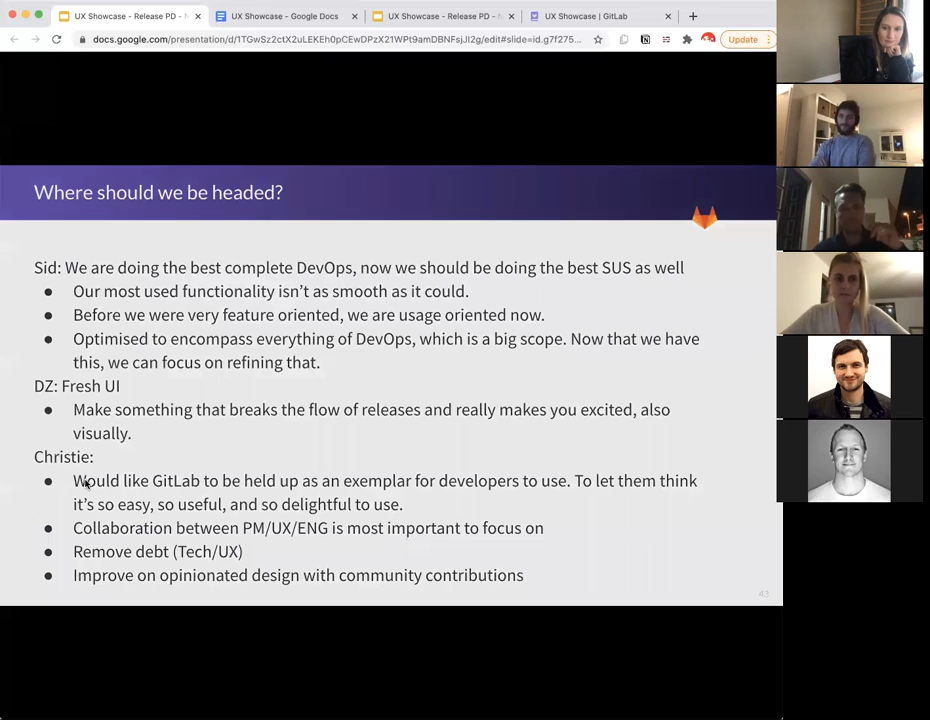 UX Showcase - Release PD - N
UX Showcase - Google Docs
UX Showcase - Release PD - N
UX Showcase | GitLab
docs.google.com/presentation/d/1TGwSz2ctX2uLEKEh0pCEwDPzX21WPt9amDBNFsjJI2g/edit#slide=id.g7f275...
Update
Where should we be headed?
Sid: We are doing the best complete DevOps, now we should be doing the best SUS as well
● Our most used functionality isn't as smooth as it could.
● Before we were very feature oriented, we are usage oriented now.
● Optimised to encompass everything of DevOps, which is a big scope. Now that we have
this, we can focus on refining that.
DZ: Fresh UI
● Make something that breaks the flow of releases and really makes you excited, also
visually.
Christie:
● Would like GitLab to be held up as an exemplar for developers to use. To let them think
it's so easy, so useful, and so delightful to use.
● Collaboration between PM/UX/ENG is most important to focus on
● Remove debt (Tech/UX)
● Improve on opinionated design with community contributions